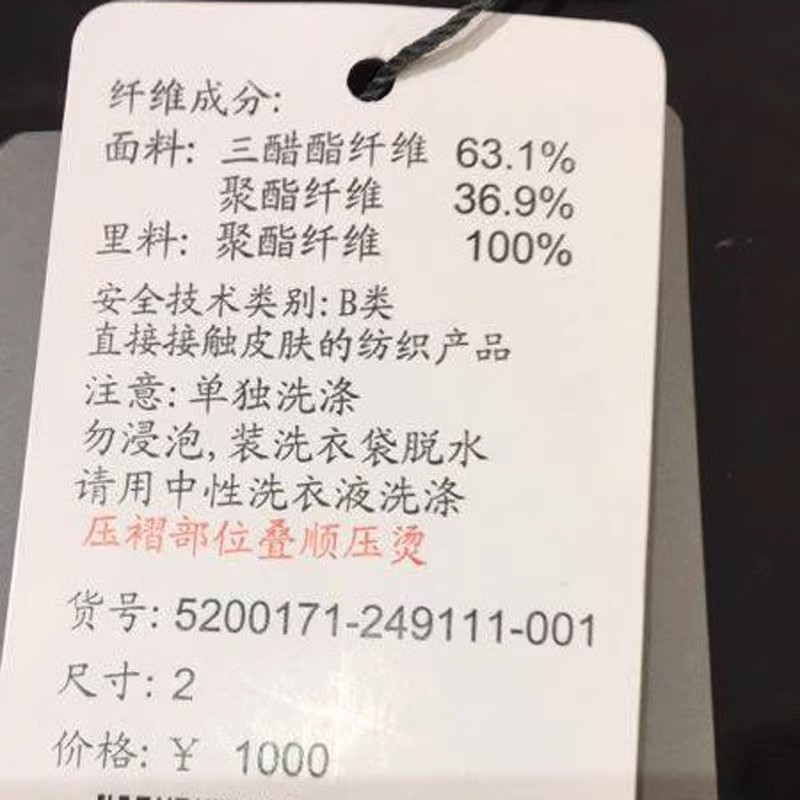 纤维成分:
面料: 三醋酯纤维 63.1%
聚酯纤维 36.9%
里料: 聚酯纤维 100%
安全技术类别: B类
直接接触皮肤的纺织产品
注意: 单独洗涤
勿浸泡, 装洗衣袋脱水
请用中性洗衣液洗涤
压褶部位叠顺压烫
货号: 5200171-249111-001
尺寸: 2
价格: ¥ 1000